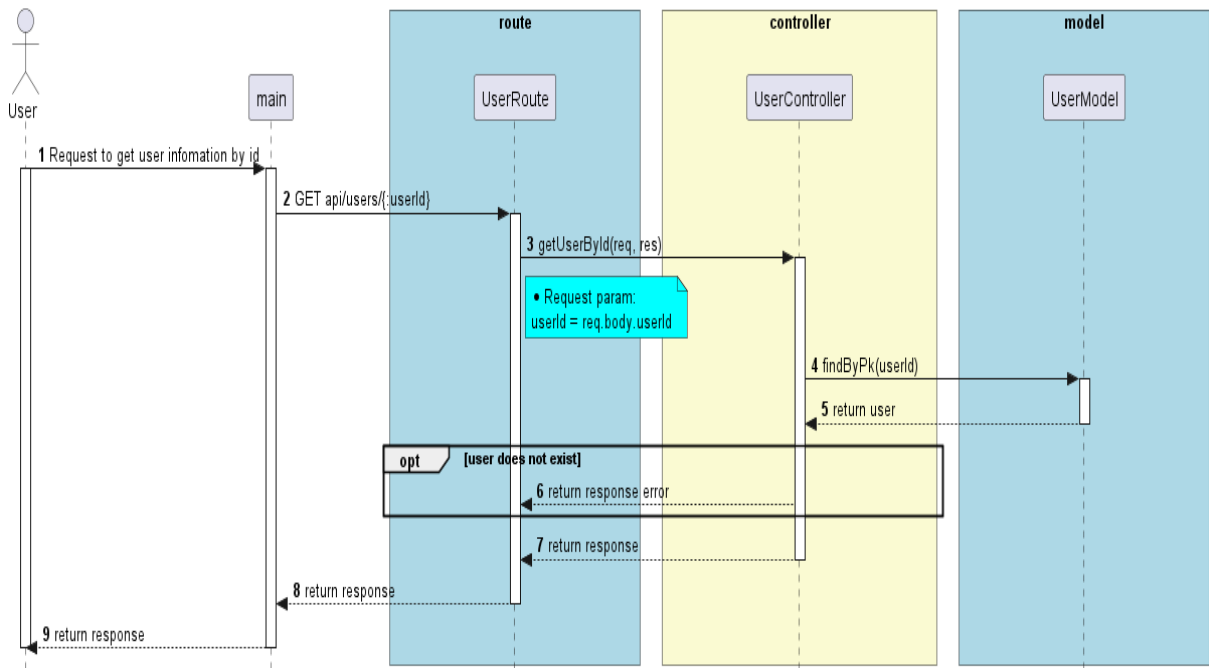 route
controller
model
User
main
UserRoute
UserController
UserModel
1 Request to get user infomation by id
2 GET api/users/{:userId}
3 getUserById(req, res)
• Request param:
userId = req.body.userId
4 findByPk(userId)
5 return user
opt [user does not exist]
6 return response error
7 return response
8 return response
9 return response